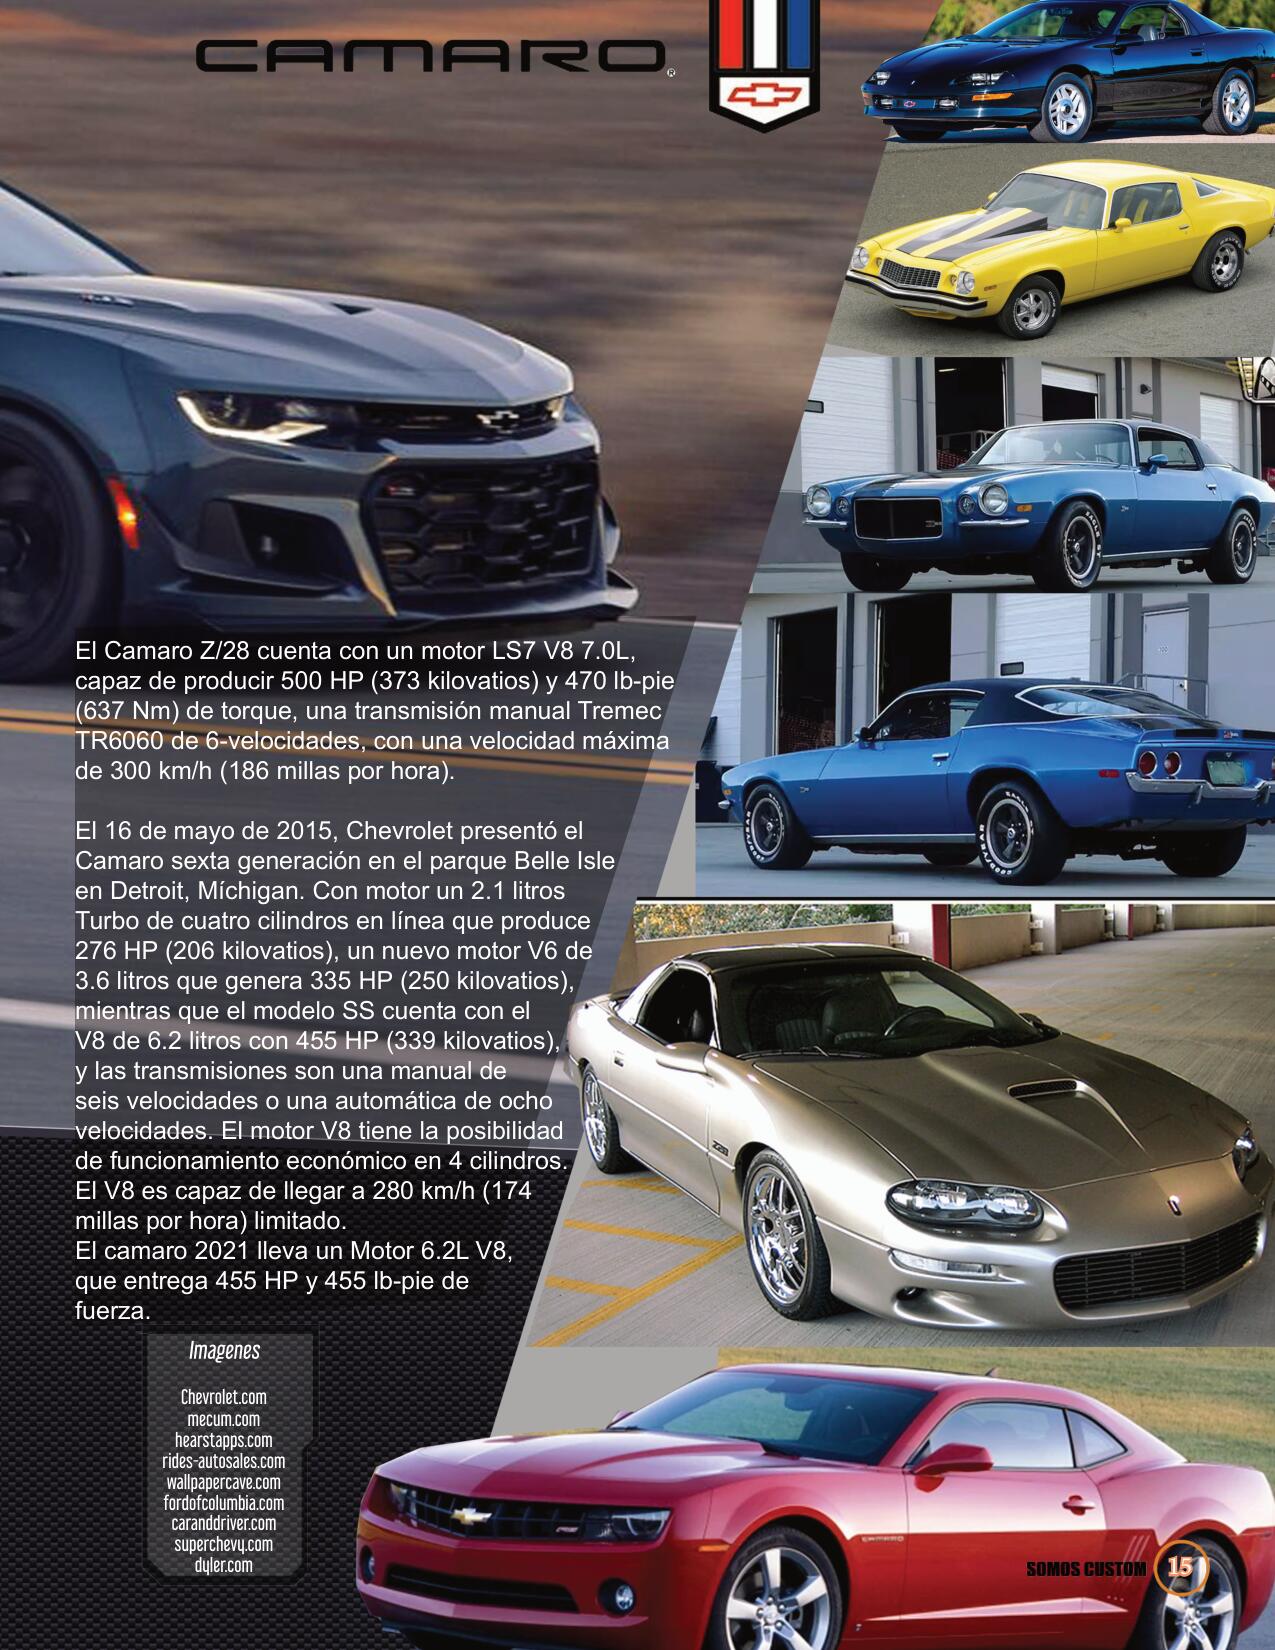 CAMARO®
El Camaro Z/28 cuenta con un motor LS7 V8 7.0L,
capaz de producir 500 HP (373 kilovatios) y 470 lb-pie
(637 Nm) de torque, una transmisión manual Tremec
TR6060 de 6-velocidades, con una velocidad máxima
de 300 km/h (186 millas por hora).
El 16 de mayo de 2015, Chevrolet presentó el
Camaro sexta generación en el parque Belle Isle
en Detroit, Míchigan. Con motor un 2.1 litros
Turbo de cuatro cilindros en línea que produce
276 HP (206 kilovatios), un nuevo motor V6 de
3.6 litros que genera 335 HP (250 kilovatios),
mientras que el modelo SS cuenta con el
V8 de 6.2 litros con 455 HP (339 kilovatios),
y las transmisiones son una manual de
seis velocidades o una automática de ocho
velocidades. El motor V8 tiene la posibilidad
de funcionamiento económico en 4 cilindros.
El V8 es capaz de llegar a 280 km/h (174
millas por hora) limitado.
El camaro 2021 lleva un Motor 6.2L V8,
que entrega 455 HP y 455 lb-pie de
fuerza.
Imagenes
Chevrolet.com
mecum.com
hearstapps.com
rides-autosales.com
wallpapercave.com
fordofcolumbia.com
caranddriver.com
superchevy.com
dyler.com
CAMARO
SOMOS CUSTOM 15